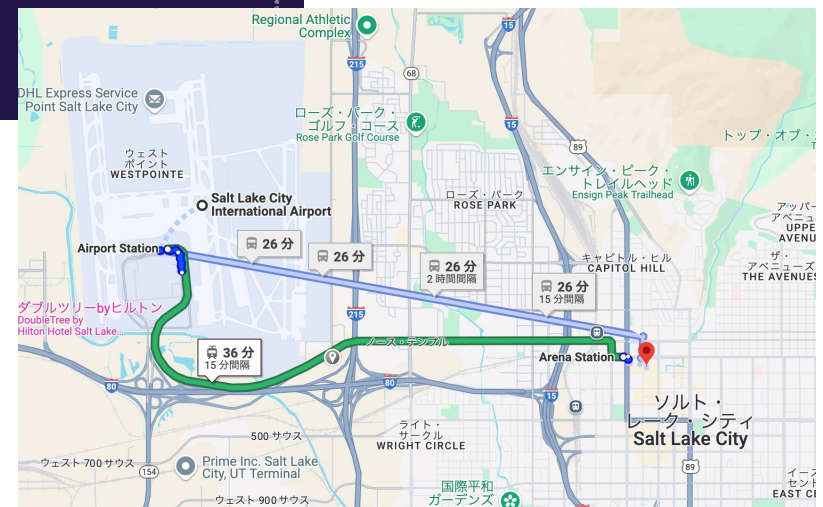 Regional Athletic
Complex
215
15
68
DHL Express Service
Point Salt Lake City
ローズ・パーク・
ゴルフ・コース
Rose Park Golf Course
15
89
トップ・オブ・
ウェスト
ポイント
WESTPOINTE
エンサイン・ピーク・
トレイルヘッド
Ensign Peak Trailhead
Salt Lake City
International Airport
ローズ・パーク
ROSE PARK
アッパー
アベニュ
UPPE
AVENU
Airport Station
26 分
26 分
26 分
2 時間間隔
26 分
15 分間隔
キャピトル・ヒル
CAPITOL HILL
ザ・
アベニューズ
THE AVENUES
ダブルツリーbyヒルトン
DoubleTree by
Hilton Hotel Salt Lake...
215
ノース・テンプル
36 分
15 分間隔
Arena Station
80
80
15
ソルト・
レーク・シティ
Salt Lake City
ライト・
サークル
WRIGHT CIRCLE
500 サウス
ウェスト 700 サウス
154
Prime Inc. Salt Lake
City, UT Terminal
89
イース
セント
EAST CE
国際平和
ガーデンズ
ウェスト 900 サウス